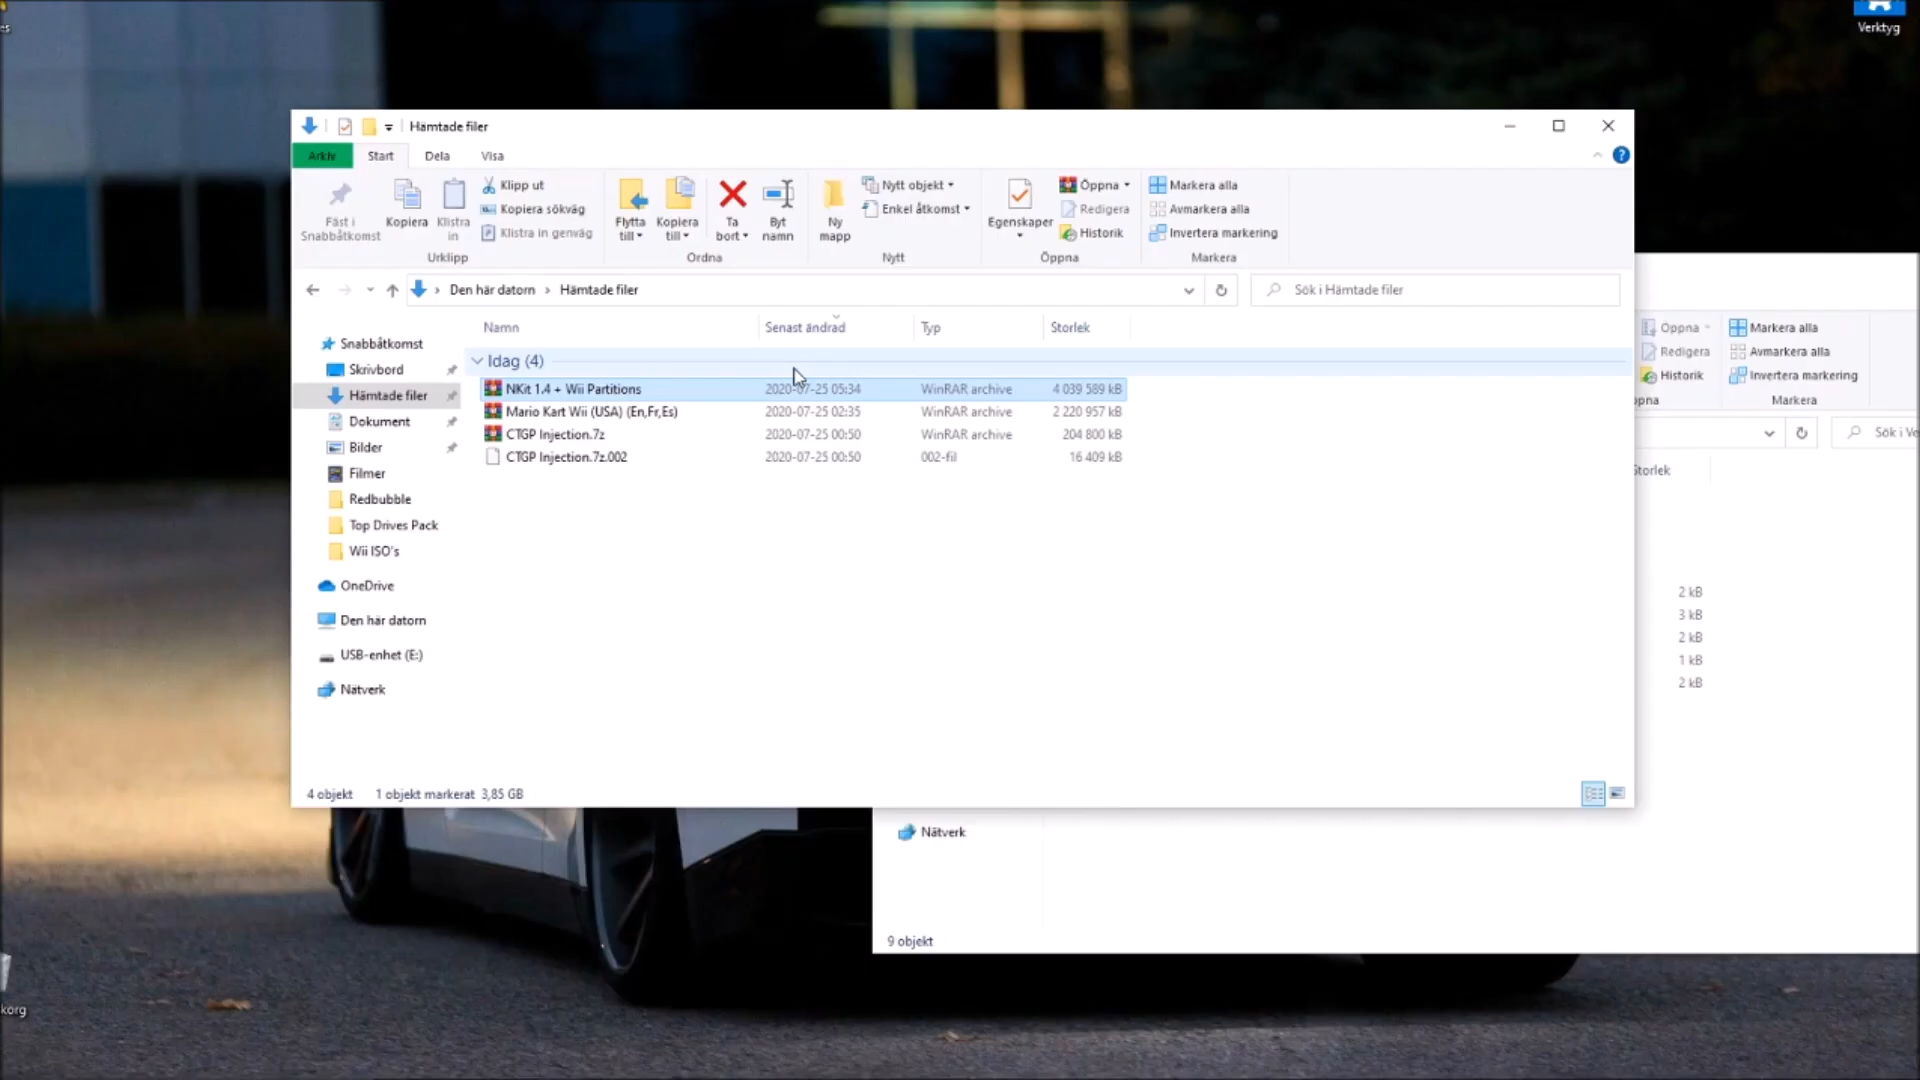 es
Verktyg
Hämtade filer
Arkiv Start Dela Visa
Fäst i Snabbåtkomst
Kopiera
Klistra in
Klipp ut
Kopiera sökväg
Klistra in genväg
Urklipp
Flytta till
Kopiera till
Ta bort
Byt namn
Ordna
Ny mapp
Nytt objekt
Enkel åtkomst
Nytt
Egenskaper
Öppna
Redigera
Historik
Öppna
Markera alla
Avmarkera alla
Invertera markering
Markera
Den här datorn > Hämtade filer
Sök i Hämtade filer
Namn Senast ändrad Typ Storlek
Idag (4)
NKit 1.4 + Wii Partitions 2020-07-25 05:34 WinRAR archive 4 039 589 kB
Mario Kart Wii (USA) (En,Fr,Es) 2020-07-25 02:35 WinRAR archive 2 220 957 kB
CTGP Injection.7z 2020-07-25 00:50 WinRAR archive 204 800 kB
CTGP Injection.7z.002 2020-07-25 00:50 002-fil 16 409 kB
Snabbåtkomst
Skrivbord
Hämtade filer
Dokument
Bilder
Filmer
Redbubble
Top Drives Pack
Wii ISO's
OneDrive
Den här datorn
USB-enhet (E:)
Nätverk
4 objekt 1 objekt markerat 3,85 GB
Öppna
Redigera
Historik
pna
Markera alla
Avmarkera alla
Invertera markering
Markera
Sök i Ve
Storlek
2 kB
3 kB
2 kB
1 kB
2 kB
Nätverk
9 objekt
korg